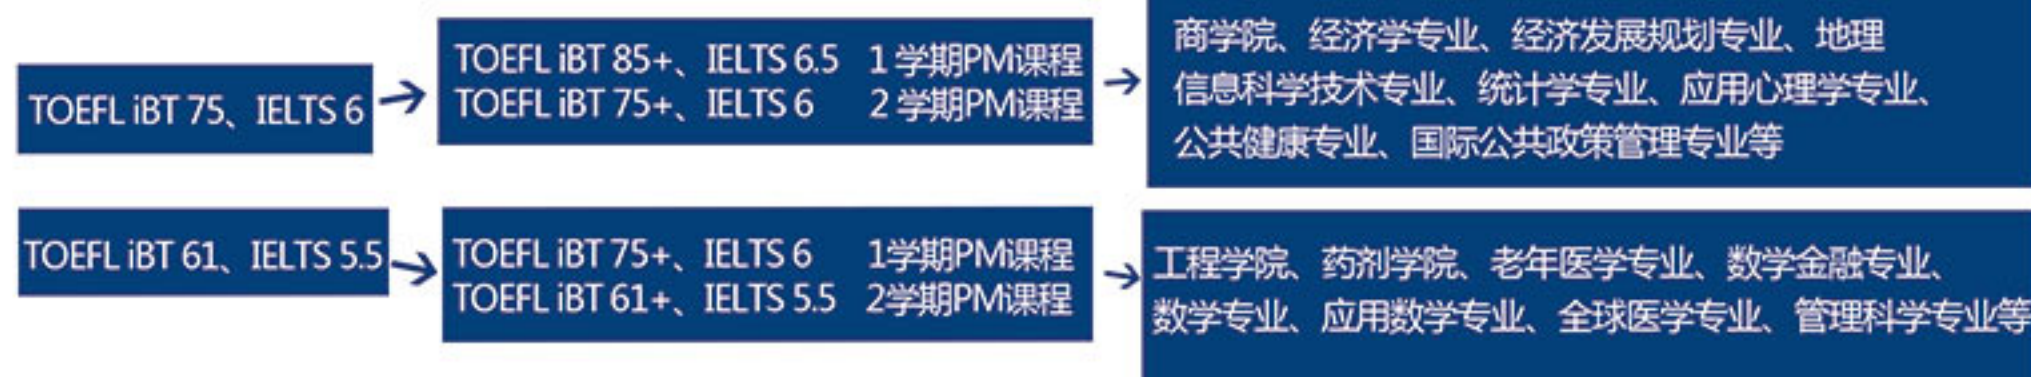 TOEFL iBT 75、IELTS 6
TOEFL iBT 85+、IELTS 6.5 1 学期PM课程
TOEFL iBT 75+、IELTS 6 2 学期PM课程
商学院、经济学专业、经济发展规划专业、地理
信息科学技术专业、统计学专业、应用心理学专业、
公共健康专业、国际公共政策管理专业等
TOEFL iBT 61、IELTS 5.5
TOEFL iBT 75+、IELTS 6 1学期PM课程
TOEFL iBT 61+、IELTS 5.5 2学期PM课程
工程学院、药剂学院、老年医学专业、数学金融专业、
数学专业、应用数学专业、全球医学专业、管理科学专业等